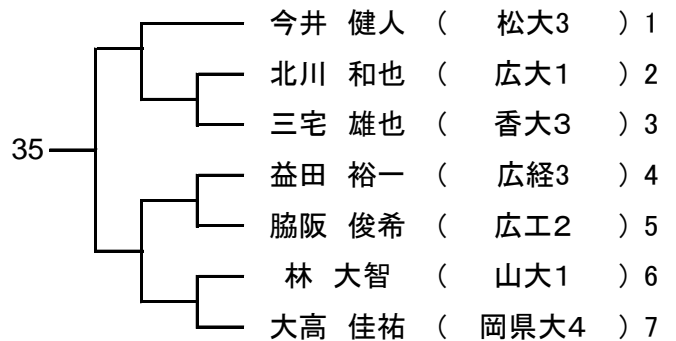 今井 健人 ( 松大3 ) 1
北川 和也 ( 広大1 ) 2
三宅 雄也 ( 香大3 ) 3
35
益田 裕一 ( 広経3 ) 4
脇阪 俊希 ( 広工2 ) 5
林 大智 ( 山大1 ) 6
大高 佳祐 ( 岡県大4 ) 7